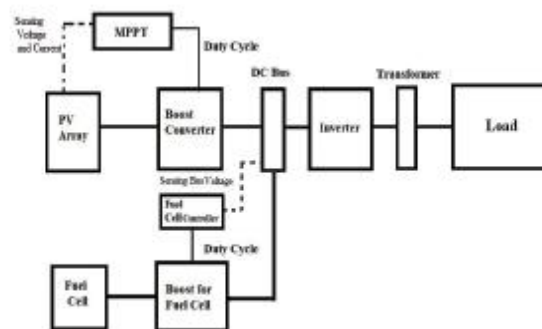 Sensing
Voltage
and Current
MPPT
Duty Cycle
DC Bus
Transformer
PV
Array
Boost
Converter
Inverter
Load
Sensing Bus Voltage
Fuel
Cell Controller
Duty Cycle
Fuel
Cell
Boost for
Fuel Cell